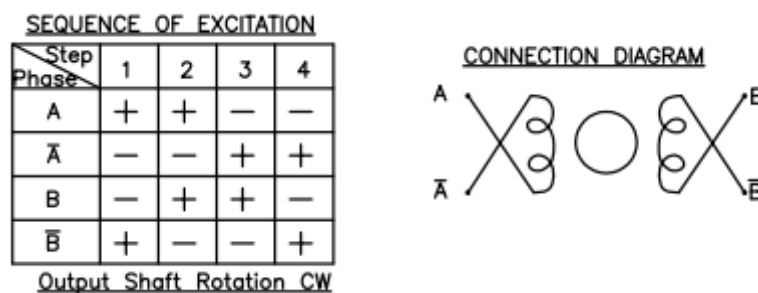 SEQUENCE OF EXCITATION
Step
Phase 1 2 3 4
A + + − −
A̅ − − + +
B − + + −
B̅ + − − +
Output Shaft Rotation CW
CONNECTION DIAGRAM
A B
A̅ B̅